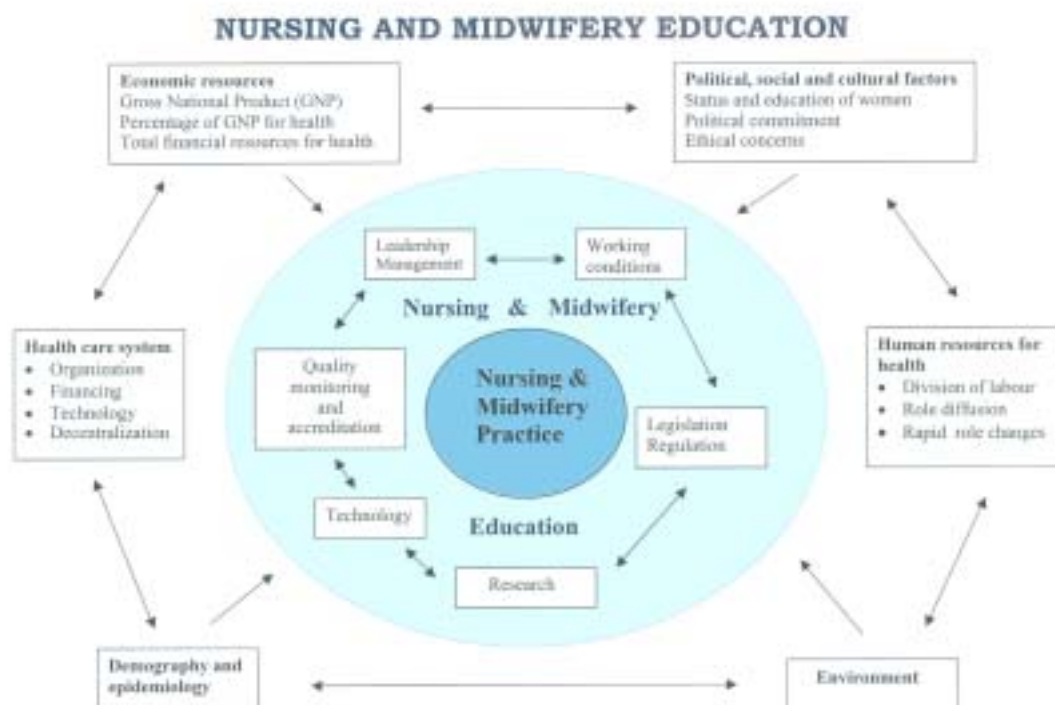 NURSING AND MIDWIFERY EDUCATION
Economic resources
Gross National Product (GNP)
Percentage of GNP for health
Total financial resources for health
Political, social and cultural factors
Status and education of women
Political commitment
Ethical concerns
Leadership
Management
Working
conditions
Nursing & Midwifery
Health care system
• Organization
• Financing
• Technology
• Decentralization
Quality
monitoring
and
accreditation
Nursing &
Midwifery
Practice
Legislation
Regulation
Human resources for
health
• Division of labour
• Role diffusion
• Rapid role changes
Technology
Education
Research
Demography and
epidemiology
Environment